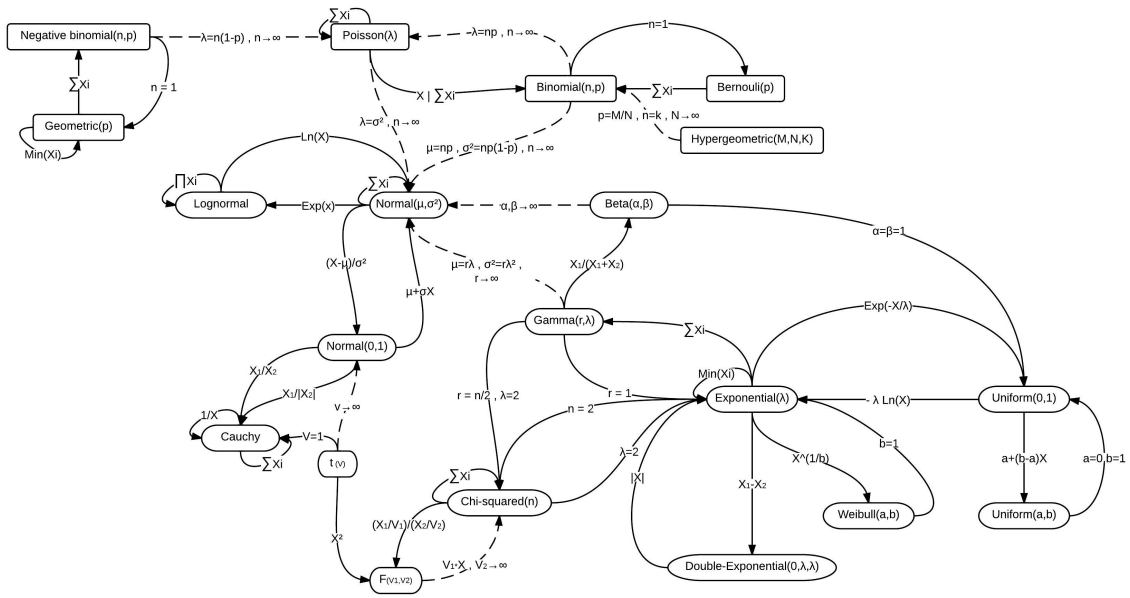 ∑Xi
n=1
Negative binomial(n,p)
λ=n(1-p) , n→∞
Poisson(λ)
λ=np , n→∞
∑Xi
n = 1
X | ∑Xi
Binomial(n,p)
∑Xi
Bernouli(p)
Geometric(p)
λ=σ² , n→∞
p=M/N , n=k , N→∞
Min(Xi)
Ln(X)
μ=np , σ²=np(1-p) , n→∞
Hypergeometric(M,N,K)
∏Xi
∑Xi
Lognormal
Exp(x)
Normal(μ,σ²)
α,β→∞
Beta(α,β)
α=β=1
(X-μ)/σ²
μ=rλ , σ²=rλ² ,
r→∞
X₁/(X₁+X₂)
μ+σX
Exp(-X/λ)
Gamma(r,λ)
∑Xi
Normal(0,1)
X₁/X₂
Min(Xi)
X₁/|X₂|
r = n/2 , λ=2
r = 1
Exponential(λ)
- λ Ln(X)
Uniform(0,1)
1/X
v→∞
n = 2
Cauchy
V=1
b=1
λ=2
∑Xi
t (V)
X^(1/b)
a+(b-a)X
a=0,b=1
∑Xi
|X|
X₁-X₂
Chi-squared(n)
Weibull(a,b)
Uniform(a,b)
(X₁/V₁)/(X₂/V₂)
X²
V₁*X , V₂→∞
Double-Exponential(0,λ,λ)
F(V1,V2)